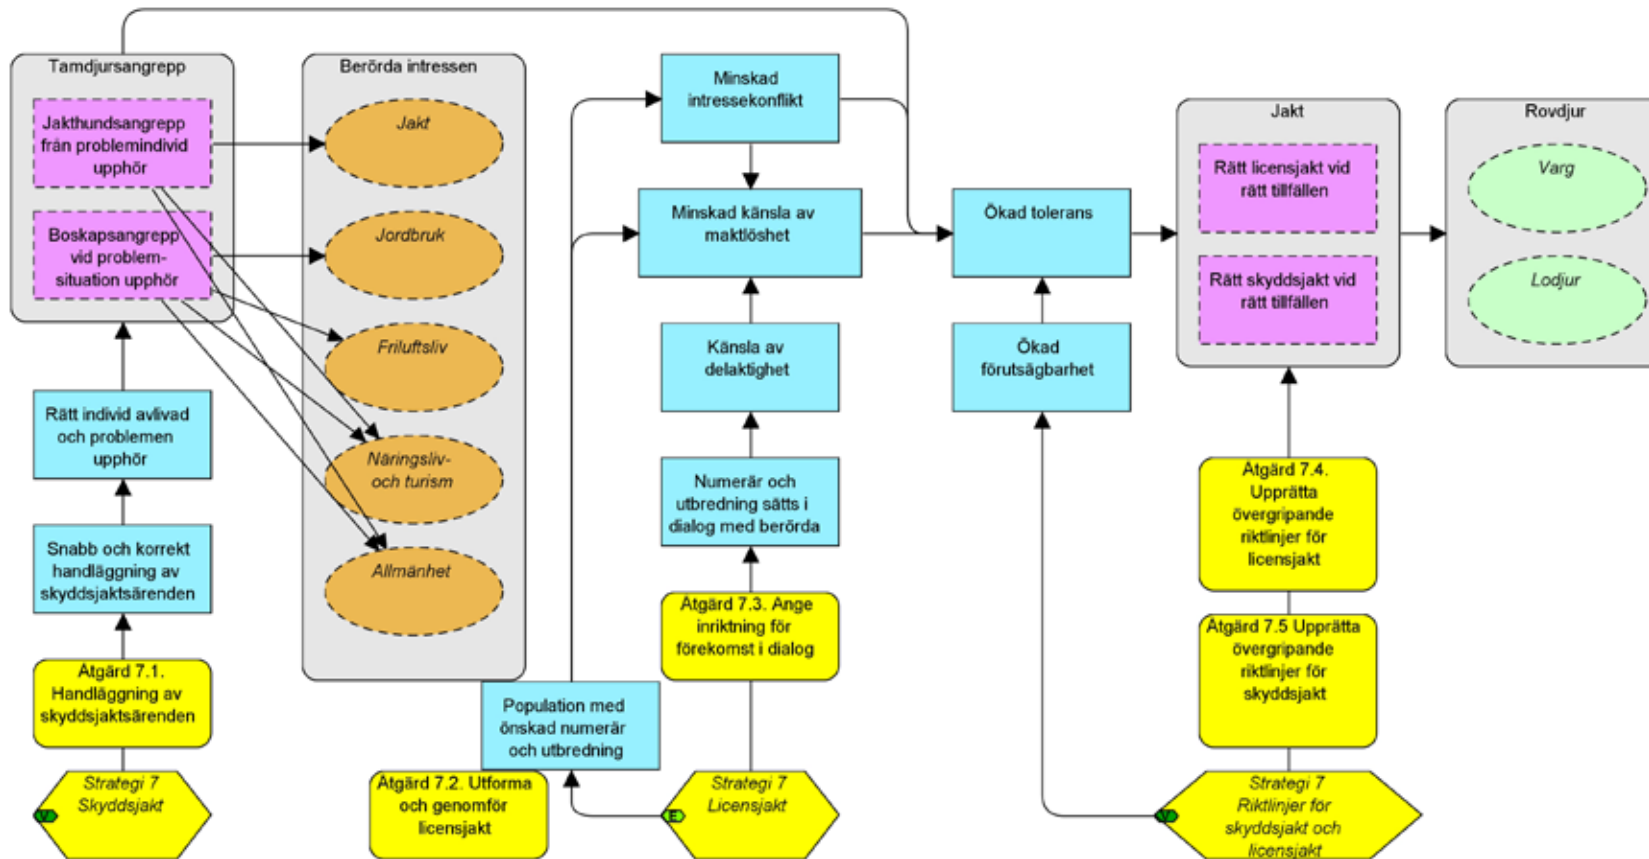 Tamdjursangrepp
Jakthundsangrepp
från problemindivid
upphör
Boskapsangrepp
vid problem-
situation upphör
Rätt individ avlivad
och problemen
upphör
Snabb och korrekt
handläggning av
skyddsjaktsärenden
Åtgärd 7.1.
Handläggning av
skyddsjaktsärenden
Strategi 7
Skyddsjakt
V
Berörda intressen
Jakt
Jordbruk
Friluftsliv
Näringsliv-
och turism
Allmänhet
Population med
önskad numerär
och utbredning
Åtgärd 7.2. Utforma
och genomför
licensjakt
Minskad
intressekonflikt
Minskad känsla av
maktlöshet
Känsla av
delaktighet
Numerär och
utbredning sätts i
dialog med berörda
Åtgärd 7.3. Ange
inriktning för
förekomst i dialog
Strategi 7
Licensjakt
E
Ökad tolerans
Ökad
förutsägbarhet
Jakt
Rätt licensjakt vid
rätt tillfällen
Rätt skyddsjakt vid
rätt tillfällen
Åtgärd 7.4.
Upprätta
övergripande
riktlinjer för
licensjakt
Åtgärd 7.5 Upprätta
övergripande
riktlinjer för
skyddsjakt
Strategi 7
Riktlinjer för
skyddsjakt och
licensjakt
V
Rovdjur
Varg
Lodjur